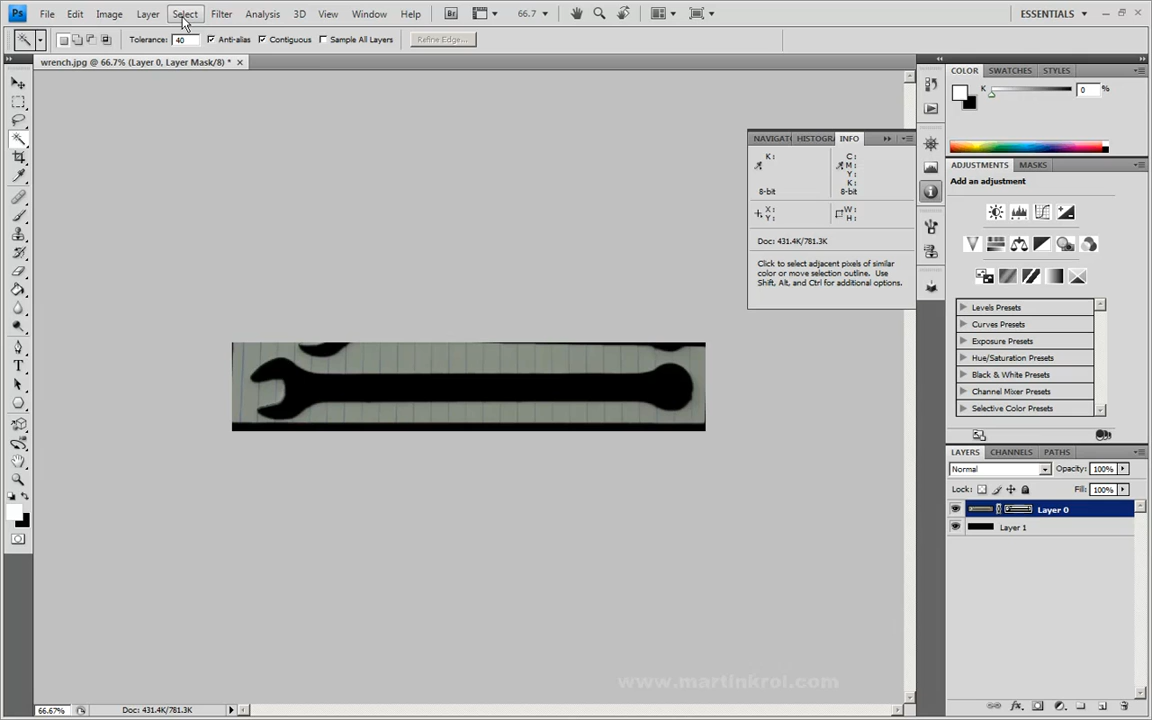 Ps File Edit Image Layer Select Filter Analysis 3D View Window Help Br 66.7 ESSENTIALS
Tolerance: 40 Anti-alias Contiguous Sample All Layers Refine Edge...
wrench.jpg @ 66.7% (Layer 0, Layer Mask/8) *
COLOR SWATCHES STYLES
K 0 %
NAVIGAT HISTOGRA INFO
K: C:
M:
Y:
K:
8-bit 8-bit
X: W:
Y: H:
Doc: 431.4K/781.3K
Click to select adjacent pixels of similar
color or move selection outline. Use
Shift, Alt, and Ctrl for additional options.
ADJUSTMENTS MASKS
Add an adjustment
Levels Presets
Curves Presets
Exposure Presets
Hue/Saturation Presets
Black & White Presets
Channel Mixer Presets
Selective Color Presets
LAYERS CHANNELS PATHS
Normal Opacity: 100%
Lock: Fill: 100%
Layer 0
Layer 1
T
fx
www.martinkrol.com
66.67% Doc: 431.4K/781.3K